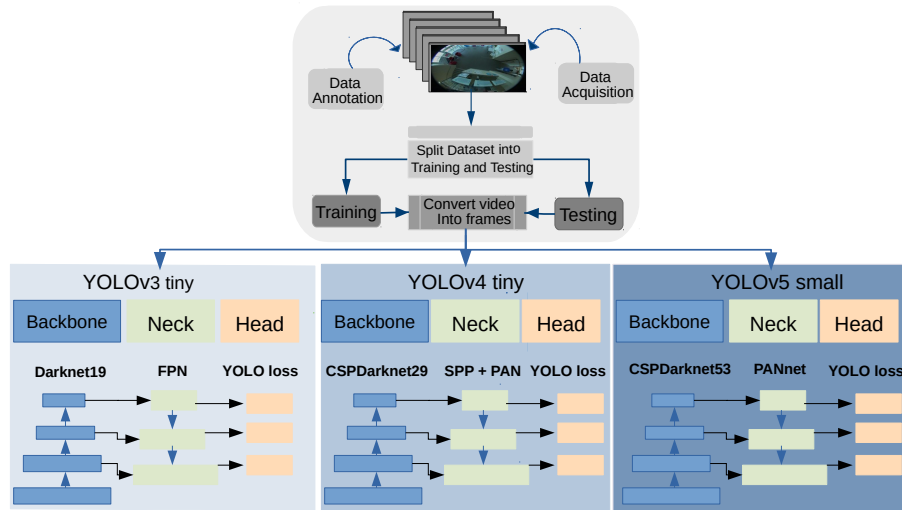 Data
Annotation
Data
Acquisition
Split Dataset into
Training and Testing
Training
Convert video
Into frames
Testing
YOLOv3 tiny
Backbone
Neck
Head
Darknet19
FPN
YOLO loss
YOLOv4 tiny
Backbone
Neck
Head
CSPDarknet29
SPP + PAN
YOLO loss
YOLOv5 small
Backbone
Neck
Head
CSPDarknet53
PANnet
YOLO loss